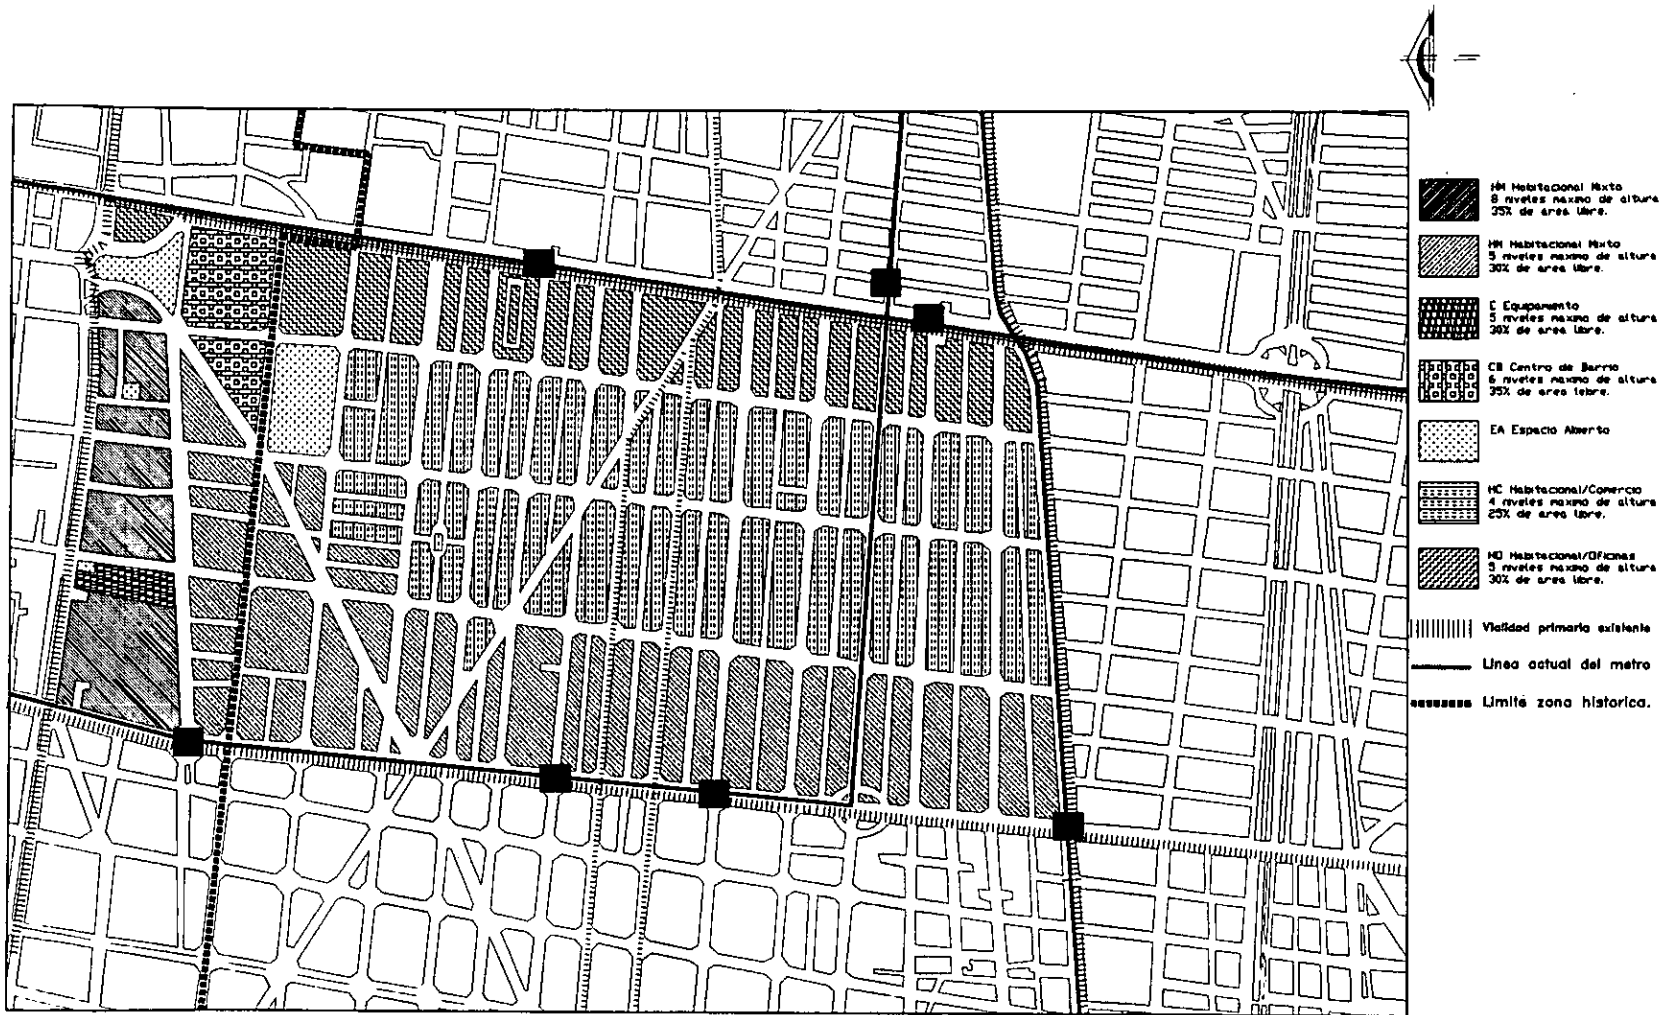 HM Habitacional Mixto
8 niveles maximo de altura
35% de area libre.
HM Habitacional Mixto
5 niveles maximo de altura
30% de area libre.
E Equipamento
5 niveles maximo de altura
30% de area libre.
CB Centro de Barrio
6 niveles maximo de altura
35% de area lebre.
EA Espacio Abierto
HC Habitacional/Comercio
4 niveles maximo de altura
25% de area libre.
HO Habitacional/Oficinas
5 niveles maximo de altura
30% de area libre.
Vialidad primaria existente
Linea actual del metro
Limite zona historica.